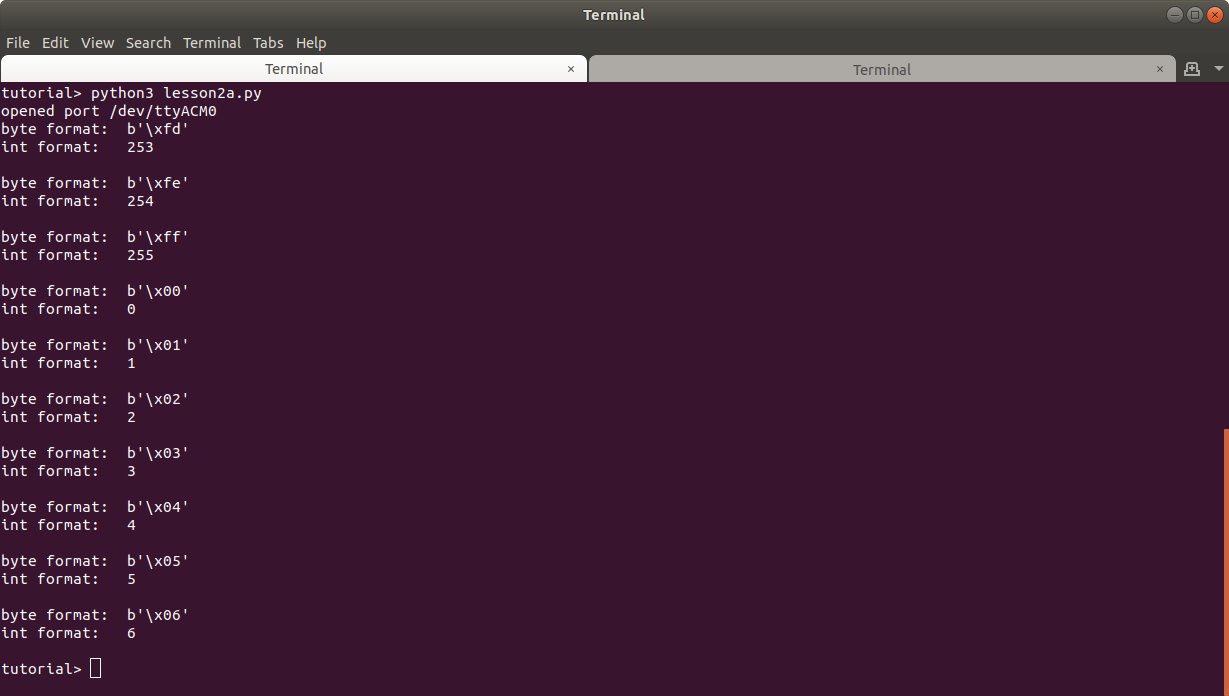 Terminal
File Edit View Search Terminal Tabs Help
Terminal × Terminal ×
tutorial> python3 lesson2a.py
opened port /dev/ttyACM0
byte format:  b'\xfd'
int format:   253

byte format:  b'\xfe'
int format:   254

byte format:  b'\xff'
int format:   255

byte format:  b'\x00'
int format:   0

byte format:  b'\x01'
int format:   1

byte format:  b'\x02'
int format:   2

byte format:  b'\x03'
int format:   3

byte format:  b'\x04'
int format:   4

byte format:  b'\x05'
int format:   5

byte format:  b'\x06'
int format:   6

tutorial>